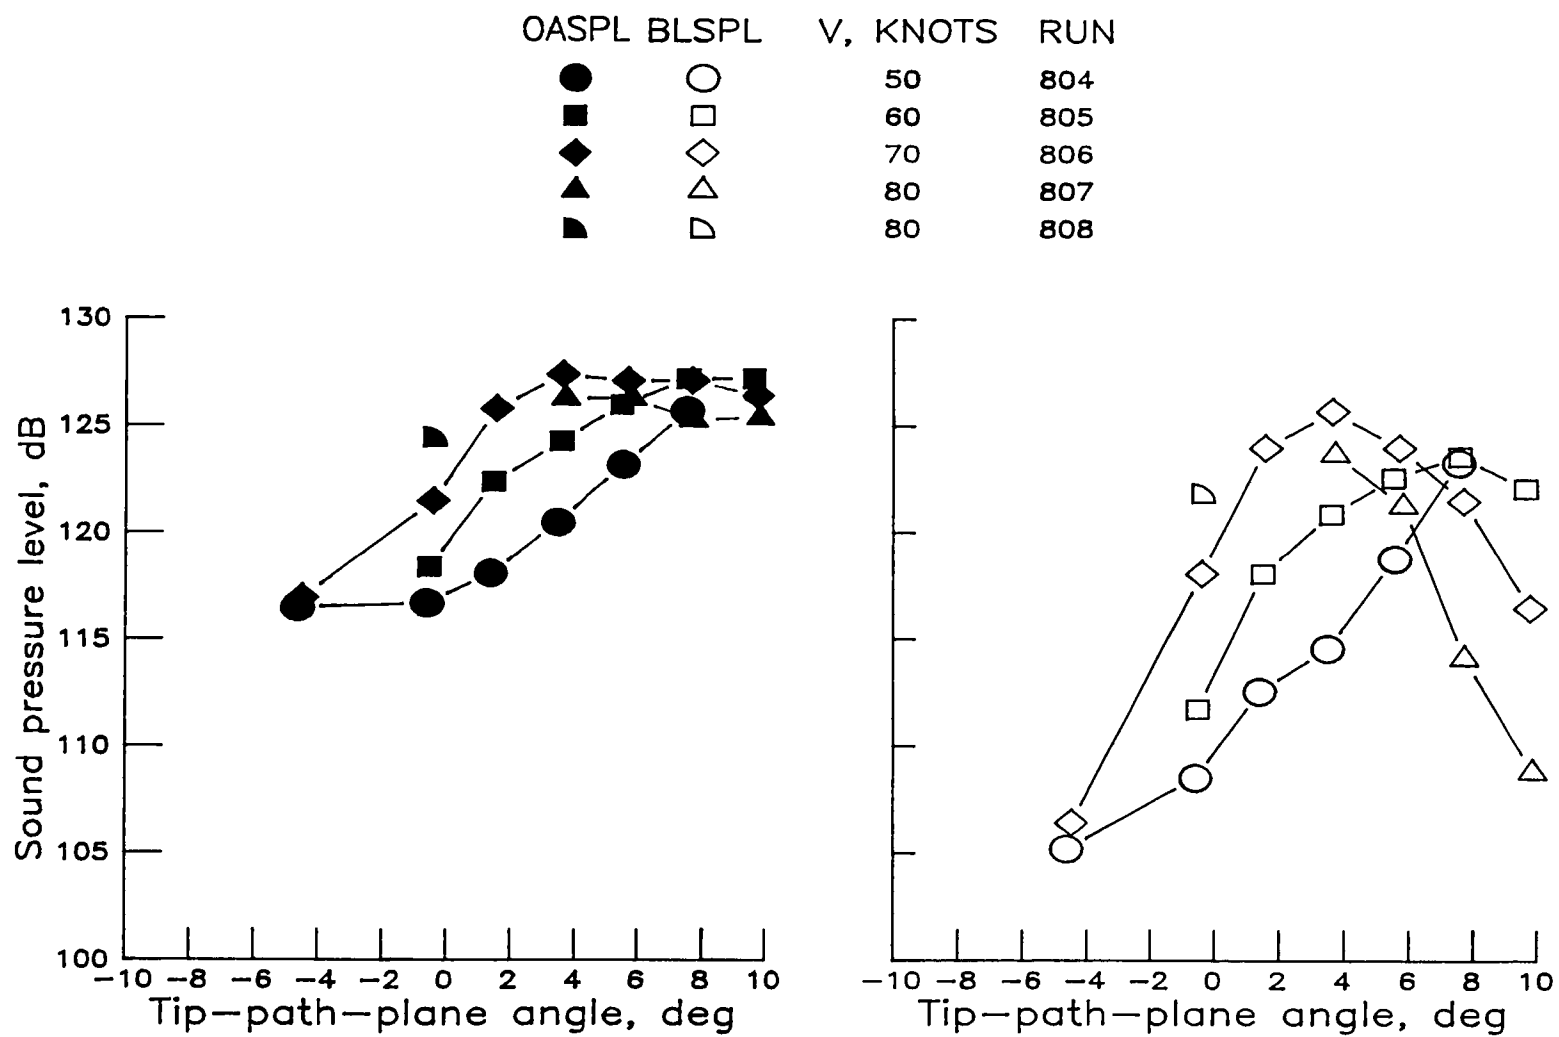 OASPL BLSPL V, KNOTS RUN
50 804
60 805
70 806
80 807
80 808
130
125
120
115
110
105
100
Sound pressure level, dB
−10 −8 −6 −4 −2 0 2 4 6 8 10
Tip−path−plane angle, deg
−10 −8 −6 −4 −2 0 2 4 6 8 10
Tip−path−plane angle, deg